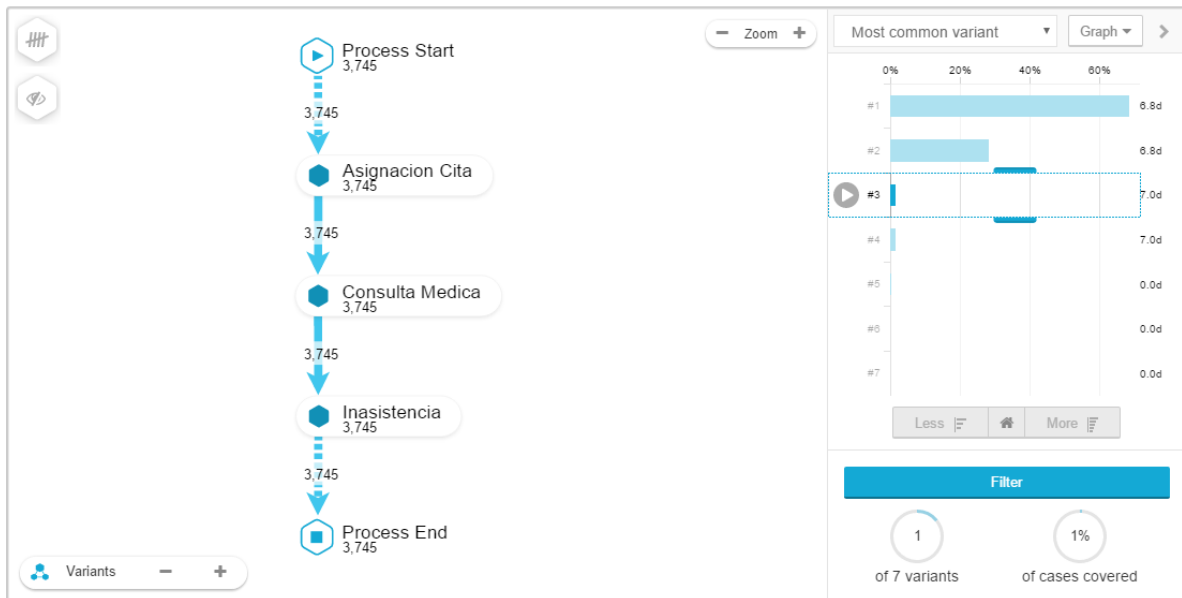 Process Start
3,745
3,745
Asignacion Cita
3,745
3,745
Consulta Medica
3,745
3,745
Inasistencia
3,745
3,745
Process End
3,745
Variants
Zoom
Most common variant
Graph
0% 20% 40% 60%
#1 6.8d
#2 6.8d
#3 7.0d
#4 7.0d
#5 0.0d
#6 0.0d
#7 0.0d
Less
More
Filter
1
of 7 variants
1%
of cases covered